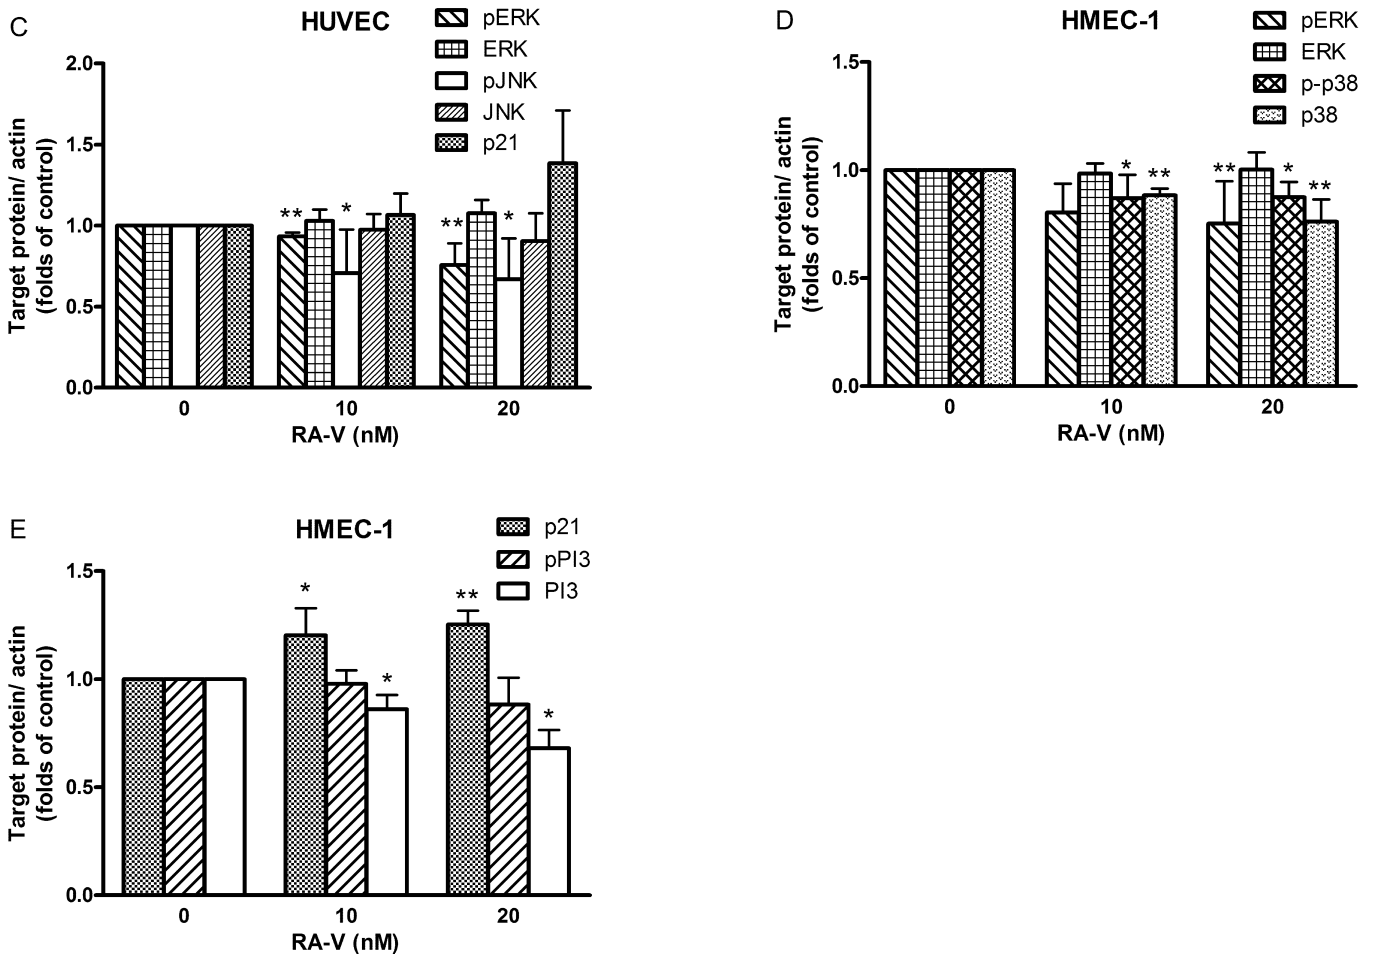 C
HUVEC
pERK
ERK
pJNK
JNK
p21
2.0
1.5
1.0
0.5
0.0
Target protein/ actin
(folds of control)
**
*
**
*
0
10
20
RA-V (nM)
D
HMEC-1
pERK
ERK
p-p38
p38
1.5
1.0
0.5
0.0
Target protein/ actin
(folds of control)
*
**
**
*
**
0
10
20
RA-V (nM)
E
HMEC-1
p21
pPI3
PI3
1.5
1.0
0.5
0.0
Target protein/ actin
(folds of control)
*
*
**
*
0
10
20
RA-V (nM)